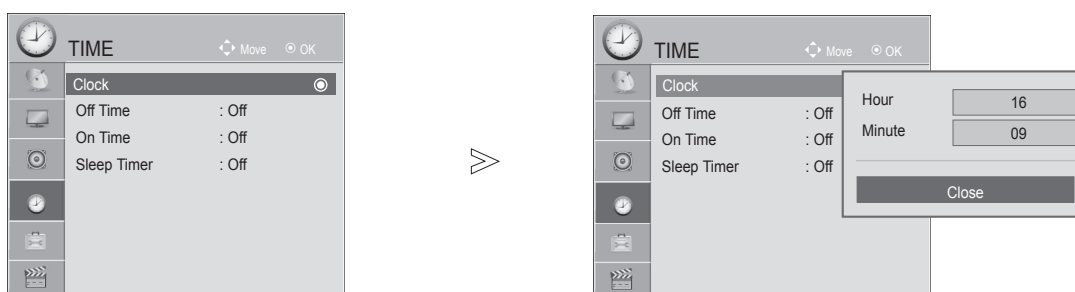 TIME
Move OK
Clock
Off Time : Off
On Time : Off
Sleep Timer : Off
TIME
Move OK
Clock
Off Time : Off
On Time : Off
Sleep Timer : Off
Hour 16
Minute 09
Close